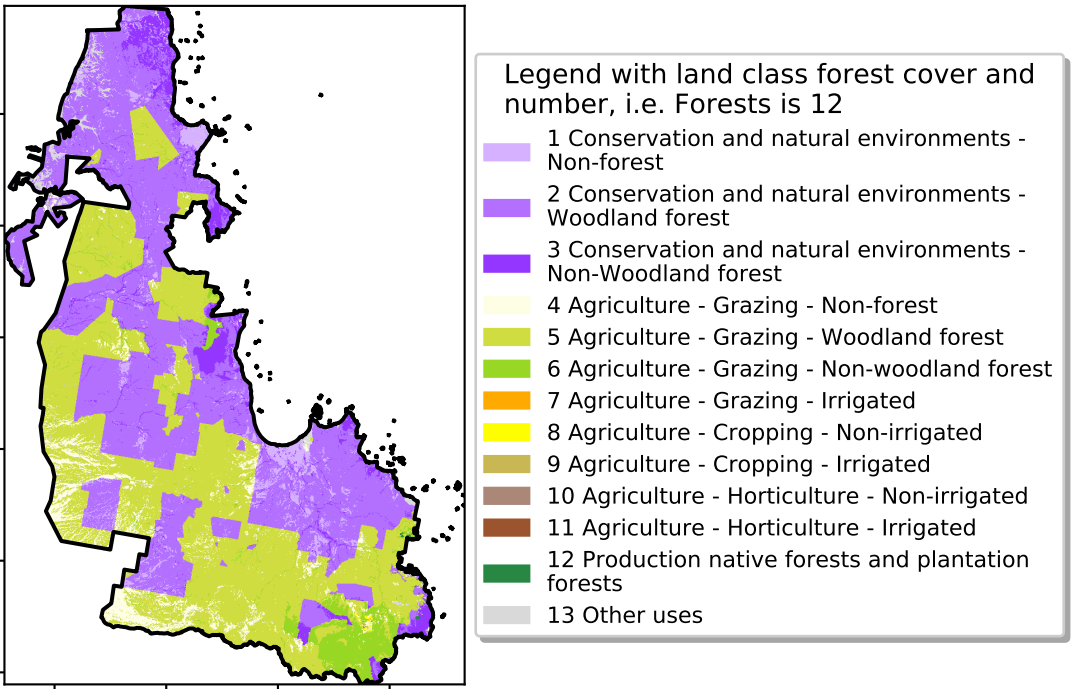 Legend with land class forest cover and
number, i.e. Forests is 12
1 Conservation and natural environments -
Non-forest
2 Conservation and natural environments -
Woodland forest
3 Conservation and natural environments -
Non-Woodland forest
4 Agriculture - Grazing - Non-forest
5 Agriculture - Grazing - Woodland forest
6 Agriculture - Grazing - Non-woodland forest
7 Agriculture - Grazing - Irrigated
8 Agriculture - Cropping - Non-irrigated
9 Agriculture - Cropping - Irrigated
10 Agriculture - Horticulture - Non-irrigated
11 Agriculture - Horticulture - Irrigated
12 Production native forests and plantation
forests
13 Other uses